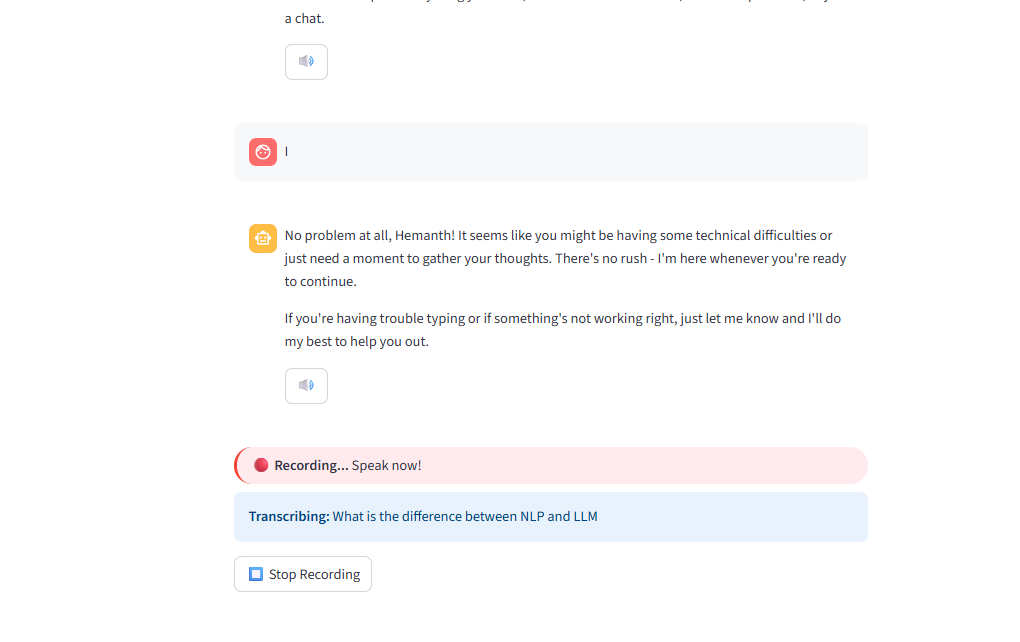 a chat.
I
No problem at all, Hemanth! It seems like you might be having some technical difficulties or
just need a moment to gather your thoughts. There's no rush - I'm here whenever you're ready
to continue.
If you're having trouble typing or if something's not working right, just let me know and I'll do
my best to help you out.
Recording... Speak now!
Transcribing: What is the difference between NLP and LLM
Stop Recording